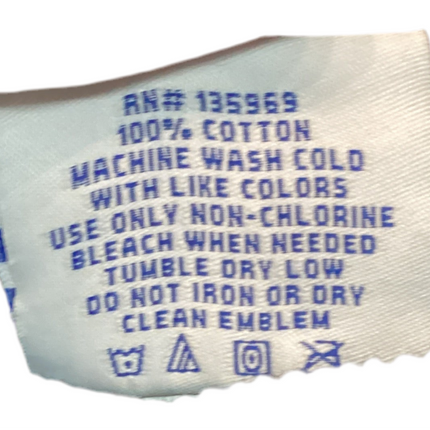 RN# 135969
100% COTTON
MACHINE WASH COLD
WITH LIKE COLORS
USE ONLY NON-CHLORINE
BLEACH WHEN NEEDED
TUMBLE DRY LOW
DO NOT IRON OR DRY
CLEAN EMBLEM